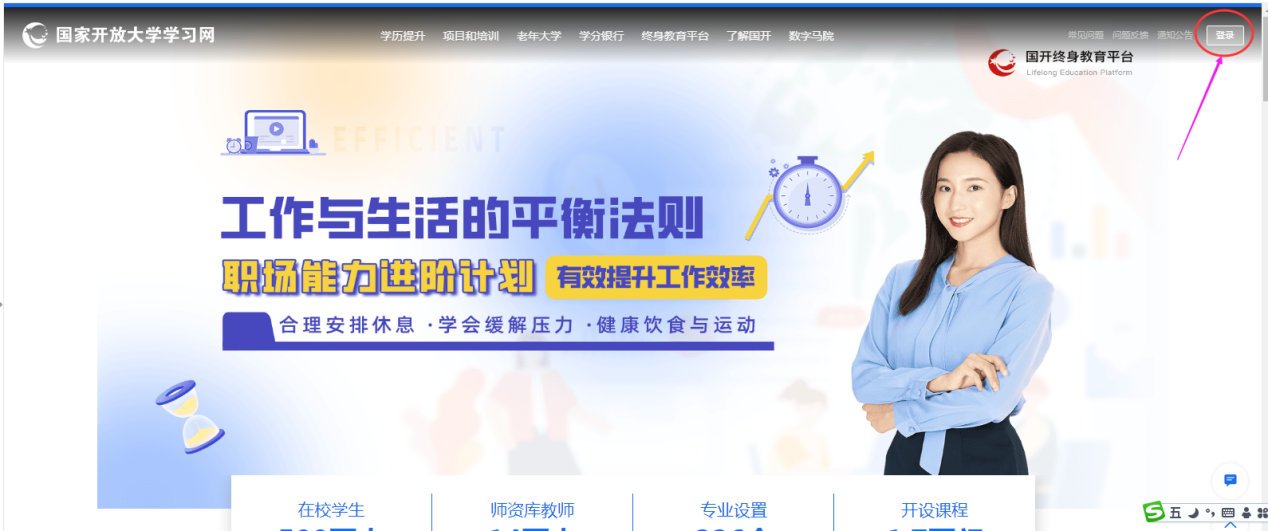 国家开放大学学习网
学历提升 项目和培训 老年大学 学分银行 终身教育平台 了解国开 数字马院
常见问题 问题反馈 通知公告 登录
国开终身教育平台
Lifelong Education Platform
EFFICIENT
工作与生活的平衡法则
职场能力进阶计划 有效提升工作效率
合理安排休息 ·学会缓解压力 ·健康饮食与运动
在校学生 师资库教师 专业设置 开设课程
五